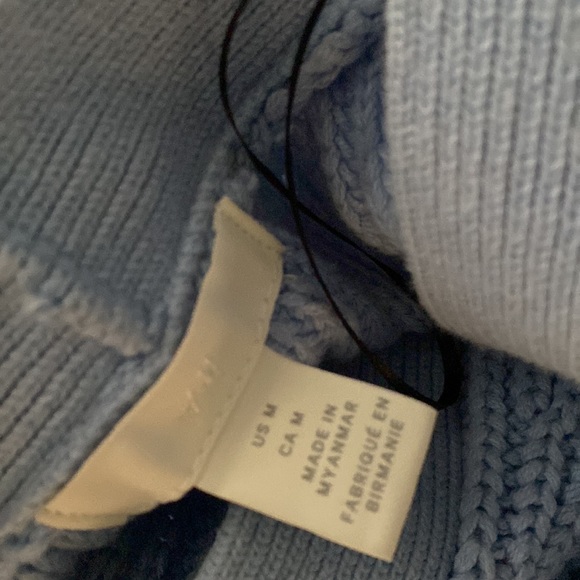 US M
CA M
MADE IN
MYANMAR
FABRIQUÉ EN
BIRMANIE